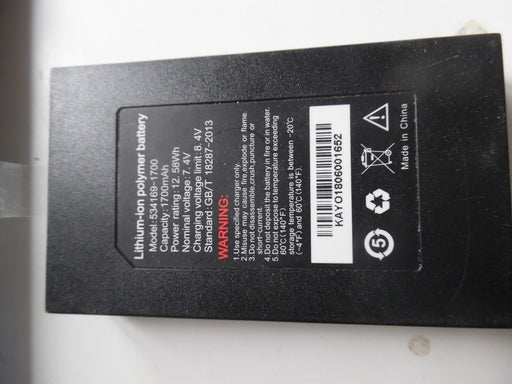 Lithium-ion polymer battery
Model:534169-1700
Capacity:1700mAh
Power rating:12.58Wh
Nominal voltage:7.4V
Charging voltage limit:8.4V
Standard:GB/T 18287-2013
WARNING:
1.Use specified charger only.
2.Misuse may cause fire,explode or flame.
3.Do not disassemble,crush,puncture or
short-current.
4.Do not deposit the battery in fire or in water.
5.Do not expose to temperature exceeding
60℃(140℉).
storage temperature is between -20℃
(-4℉) and 60℃(140℉).
KAYO1806001652
5
Made in China